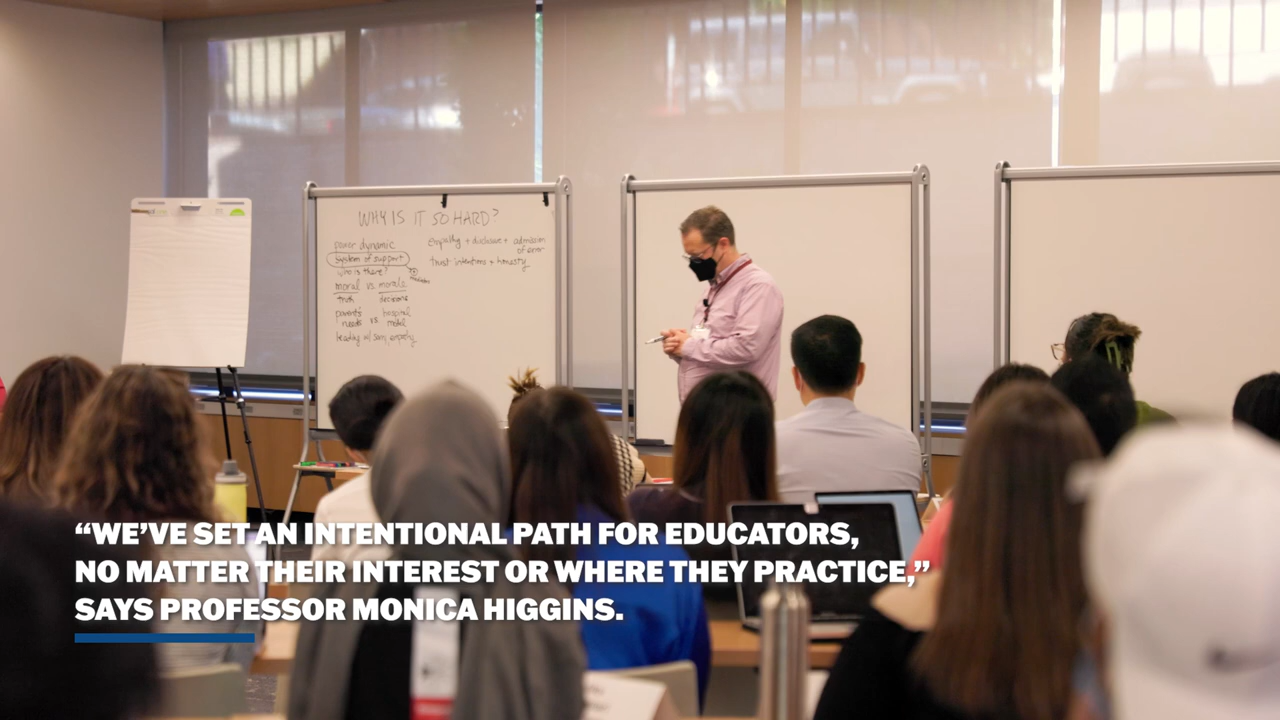 WHY IS IT SO HARD?
power dynamic
system of support
who is there?
moral vs. morals
truth decisions
parent's hospital
needs vs model
leading w/
empathy + disclosure + admission
of error
trust intentions + honesty
“WE’VE SET AN INTENTIONAL PATH FOR EDUCATORS,
NO MATTER THEIR INTEREST OR WHERE THEY PRACTICE,”
SAYS PROFESSOR MONICA HIGGINS.